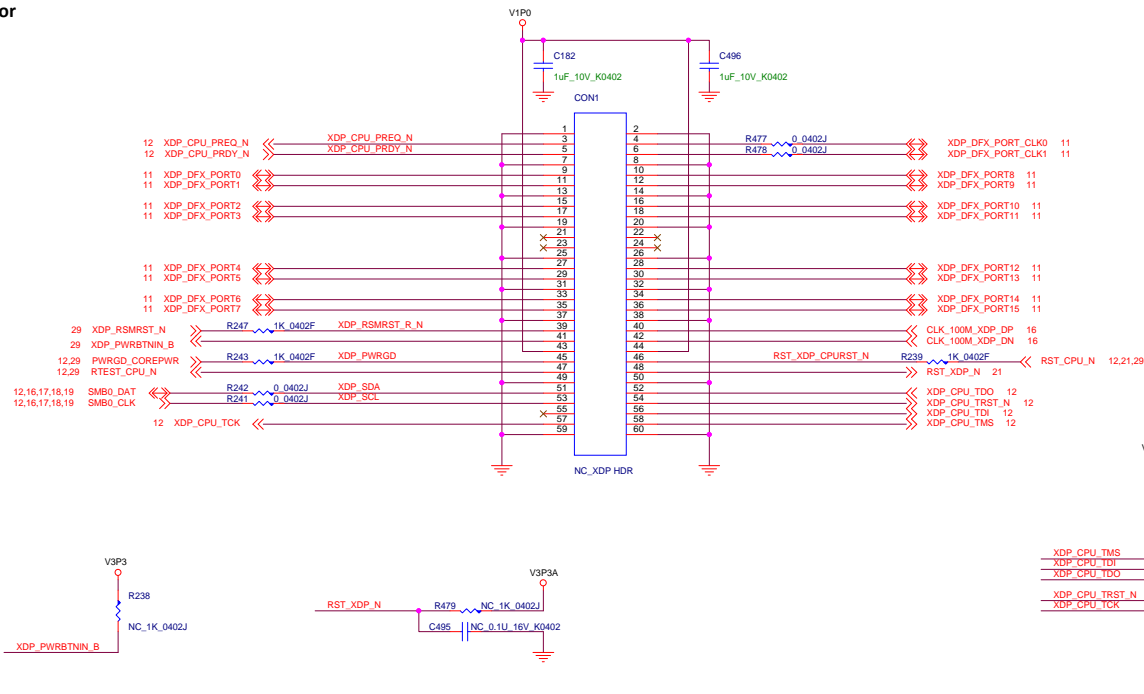 or
V1P0
C182
1uF_10V_K0402
C496
1uF_10V_K0402
CON1
1 2
12 XDP_CPU_PREQ_N XDP_CPU_PREQ_N 3 4 R477 0_0402J XDP_DFX_PORT_CLK0 11
12 XDP_CPU_PRDY_N XDP_CPU_PRDY_N 5 6 R478 0_0402J XDP_DFX_PORT_CLK1 11
7 8
11 XDP_DFX_PORT0 9 10 XDP_DFX_PORT8 11
11 XDP_DFX_PORT1 11 12 XDP_DFX_PORT9 11
13 14
11 XDP_DFX_PORT2 15 16 XDP_DFX_PORT10 11
11 XDP_DFX_PORT3 17 18 XDP_DFX_PORT11 11
19 20
21 22
23 24
25 26
11 XDP_DFX_PORT4 27 28 XDP_DFX_PORT12 11
11 XDP_DFX_PORT5 29 30 XDP_DFX_PORT13 11
31 32
11 XDP_DFX_PORT6 33 34 XDP_DFX_PORT14 11
11 XDP_DFX_PORT7 35 36 XDP_DFX_PORT15 11
37 38
29 XDP_RSMRST_N R247 1K_0402F XDP_RSMRST_R_N 39 40 CLK_100M_XDP_DP 16
29 XDP_PWRBTNIN_B 41 42 CLK_100M_XDP_DN 16
43 44
12,29 PWRGD_COREPWR R243 1K_0402F XDP_PWRGD 45 46 RST_XDP_CPURST_N R239 1K_0402F RST_CPU_N 12,21,29
12,29 RTEST_CPU_N 47 48 RST_XDP_N 21
49 50
12,16,17,18,19 SMB0_DAT R242 0_0402J XDP_SDA 51 52 XDP_CPU_TDO 12
12,16,17,18,19 SMB0_CLK R241 0_0402J XDP_SCL 53 54 XDP_CPU_TRST_N 12
55 56 XDP_CPU_TDI 12
12 XDP_CPU_TCK 57 58 XDP_CPU_TMS 12
59 60
NC_XDP HDR
V3P3
R238
NC_1K_0402J
XDP_PWRBTNIN_B
V3P3A
RST_XDP_N R479 NC_1K_0402J
C495 NC_0.1U_16V_K0402
XDP_CPU_TMS
XDP_CPU_TDI
XDP_CPU_TDO
XDP_CPU_TRST_N
XDP_CPU_TCK